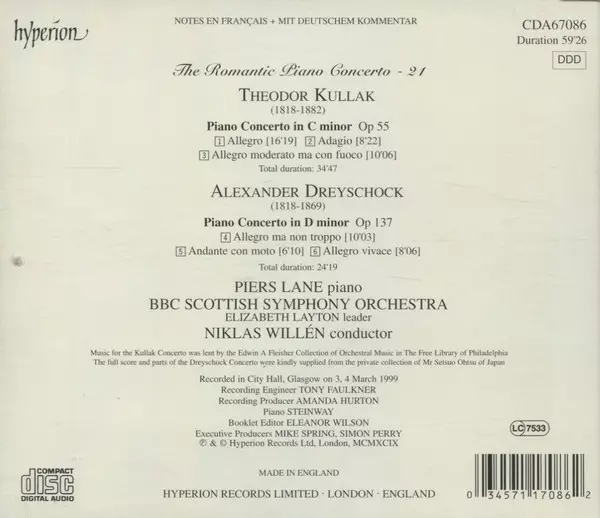 NOTES EN FRANÇAIS + MIT DEUTSCHEM KOMMENTAR
hyperion
CDA67086
Duration 59'26
DDD
The Romantic Piano Concerto - 21
THEODOR KULLAK
(1818-1882)
Piano Concerto in C minor Op 55
1 Allegro [16'19] 2 Adagio [8'22]
3 Allegro moderato ma con fuoco [10'06]
Total duration: 34'47
ALEXANDER DREYSCHOCK
(1818-1869)
Piano Concerto in D minor Op 137
4 Allegro ma non troppo [10'03]
5 Andante con moto [6'10] 6 Allegro vivace [8'06]
Total duration: 24'19
PIERS LANE piano
BBC SCOTTISH SYMPHONY ORCHESTRA
ELIZABETH LAYTON leader
NIKLAS WILLÉN conductor
Music for the Kullak Concerto was lent by the Edwin A Fleisher Collection of Orchestral Music in The Free Library of Philadelphia
The full score and parts of the Dreyschock Concerto were kindly supplied from the private collection of Mr Setsuo Ohtsu of Japan
Recorded in City Hall, Glasgow on 3, 4 March 1999
Recording Engineer TONY FAULKNER
Recording Producer AMANDA HURTON
Piano STEINWAY
Booklet Editor ELEANOR WILSON
Executive Producers MIKE SPRING, SIMON PERRY
℗ & © Hyperion Records Ltd, London, MCMXCIX
LC 7533
COMPACT
disc
DIGITAL AUDIO
MADE IN ENGLAND
HYPERION RECORDS LIMITED · LONDON · ENGLAND
0 34571 17086 2